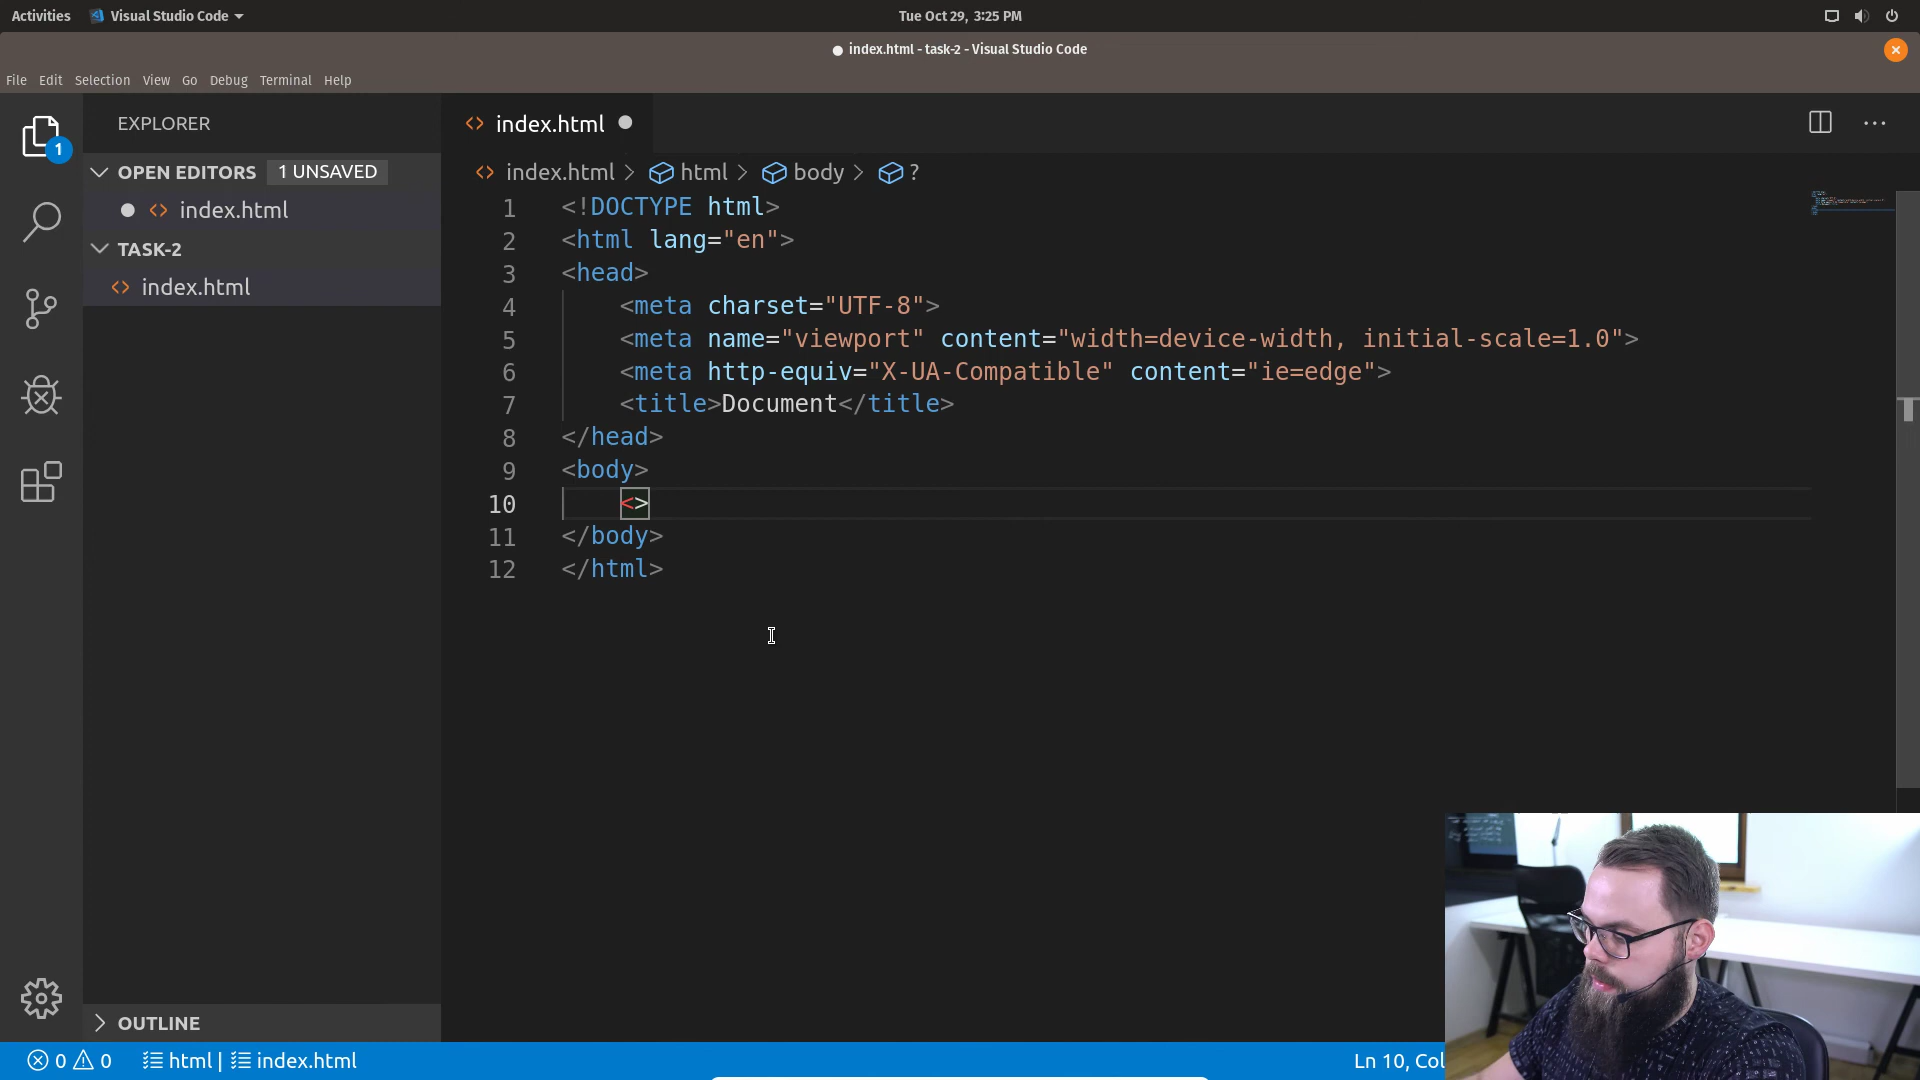 Activities Visual Studio Code Tue Oct 29, 3:25 PM
● index.html - task-2 - Visual Studio Code
File Edit Selection View Go Debug Terminal Help
1
EXPLORER
OPEN EDITORS 1 UNSAVED
index.html
TASK-2
index.html
OUTLINE
index.html
index.html > html > body > ?
1 <!DOCTYPE html>
2 <html lang="en">
3 <head>
4 <meta charset="UTF-8">
5 <meta name="viewport" content="width=device-width, initial-scale=1.0">
6 <meta http-equiv="X-UA-Compatible" content="ie=edge">
7 <title>Document</title>
8 </head>
9 <body>
10 <>
11 </body>
12 </html>
0 0 html | index.html Ln 10, Col